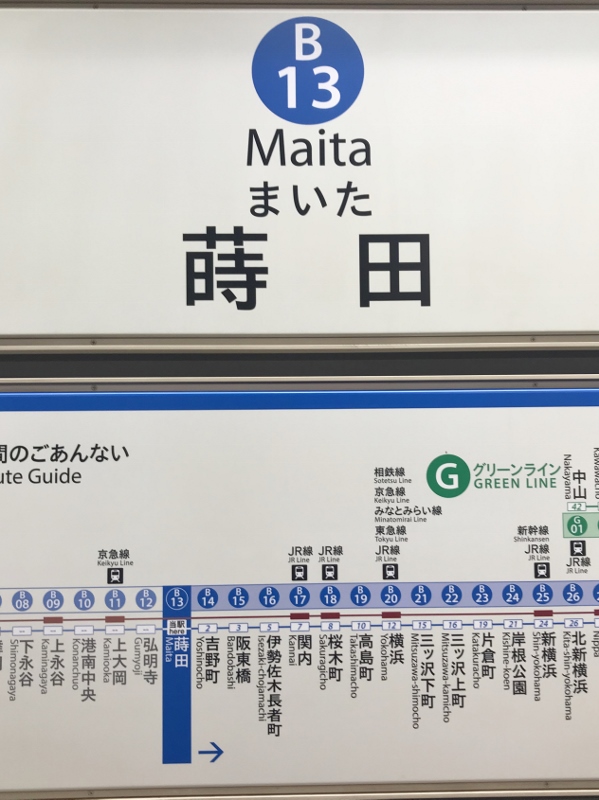 B
13
Maita
まいた
蒔田
間のごあんない
ute Guide
京急線
Keikyu Line
JR線
JR Line
JR線
JR Line
相鉄線
Sotetsu Line
京急線
Keikyu Line
みなとみらい線
Minatomirai Line
東急線
Tokyu Line
JR線
JR Line
G
グリーンライン
GREEN LINE
新幹線
Shinkansen
JR線
JR Line
中山
Nakayama
Kawawacho
42
G
01
JR線
JR Line
B
08
下永谷
Shimonagaya
B
09
上永谷
Kaminagaya
B
10
港南中央
Konanchuo
B
11
上大岡
Kamiooka
B
12
弘明寺
Gumyoji
B
13
当駅
here
蒔田
Maita
B
14
2
吉野町
Yoshinocho
B
15
3
阪東橋
Bandobashi
B
16
5
伊勢佐木長者町
Isezaki-chojamachi
B
17
7
関内
Kannai
B
18
8
桜木町
Sakuragicho
B
19
10
高島町
Takashimacho
B
20
12
横浜
Yokohama
B
21
15
三ッ沢下町
Mitsuzawa-shimocho
B
22
16
三ッ沢上町
Mitsuzawa-kamicho
B
23
19
片倉町
Katakuracho
B
24
21
岸根公園
Kishine-koen
B
25
24
新横浜
Shin-yokohama
B
26
26
北新横浜
Kita-shin-yokohama
Nippa
→